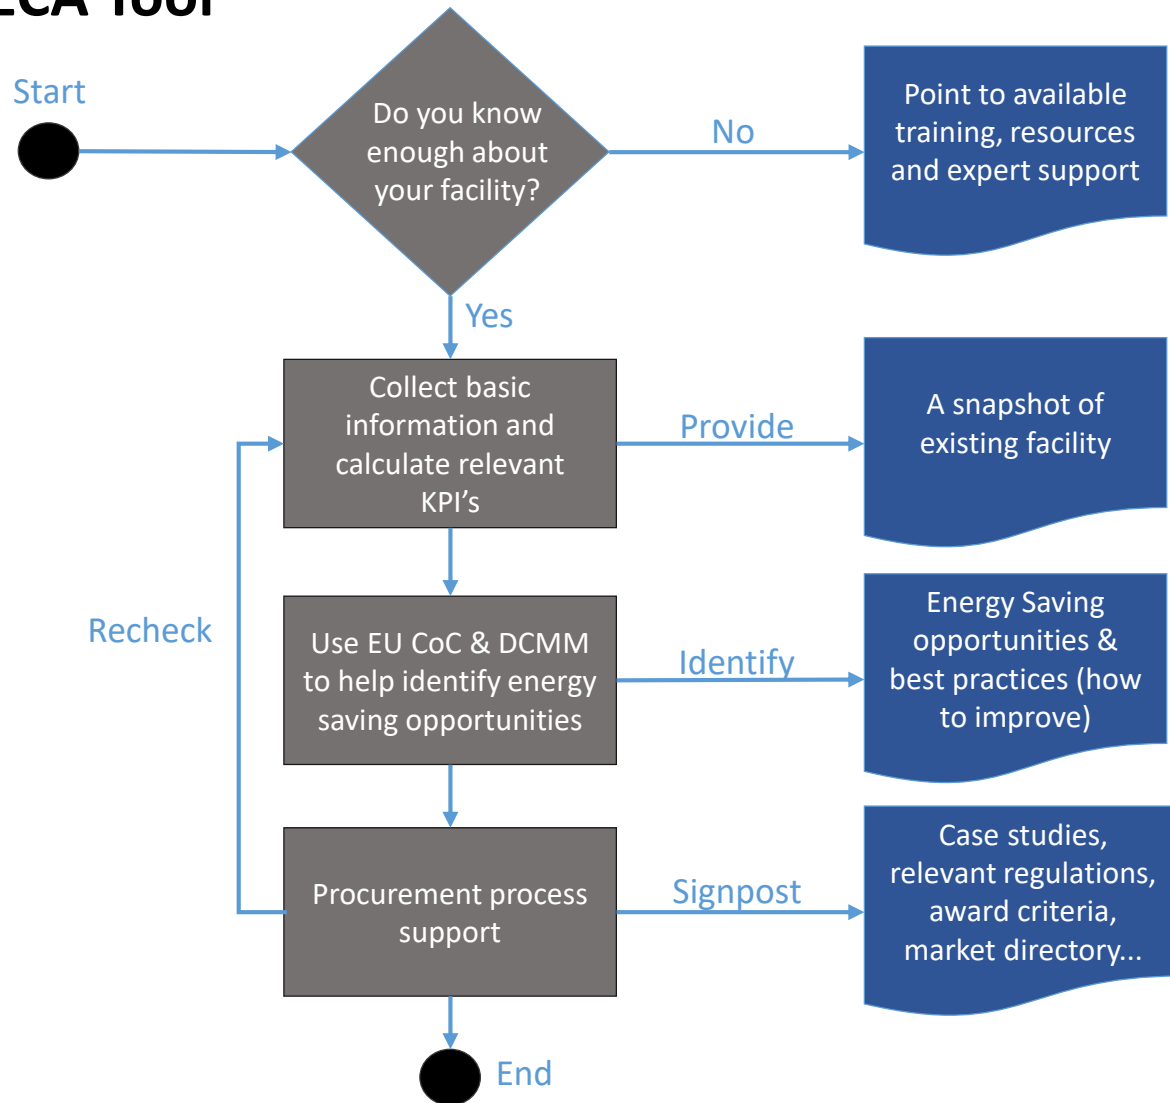 Start
Do you know
enough about
your facility?
No
Point to available
training, resources
and expert support
Yes
Collect basic
information and
calculate relevant
KPI’s
Provide
A snapshot of
existing facility
Recheck
Use EU CoC & DCMM
to help identify energy
saving opportunities
Identify
Energy Saving
opportunities &
best practices (how
to improve)
Procurement process
support
Signpost
Case studies,
relevant regulations,
award criteria,
market directory...
End